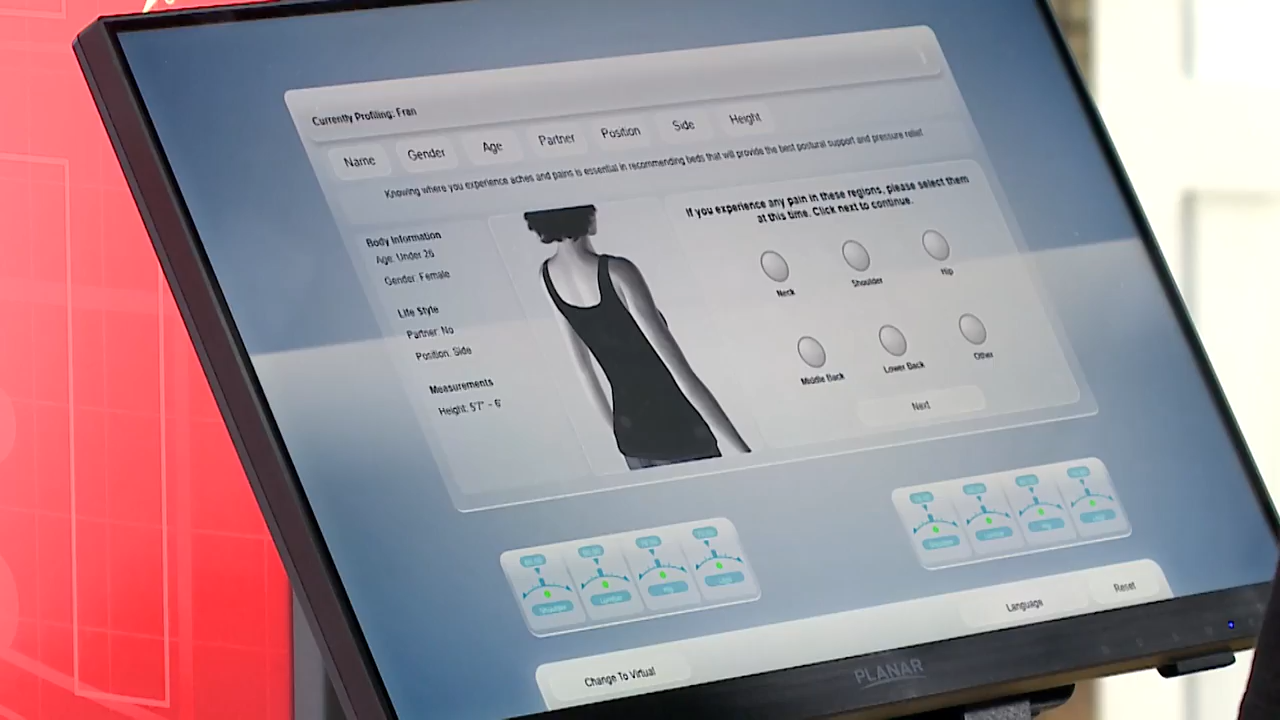 Currently Profiling: Fran
Name Gender Age Partner Position Side Height
Knowing where you experience aches and pains is essential in recommending beds that will provide the best postural support and pressure relief
If you experience any pain in these regions, please select them
at this time. Click next to continue.
Body Information
Age: Under 26
Gender: Female
Life Style
Partner: No
Position: Side
Measurements
Height: 5'7" - 6'
Neck Shoulder Hip
Middle Back Lower Back Other
Next
Shoulder Lumbar Hip
Shoulder Lumbar Hip
Change To Virtual Language Reset
PLANAR